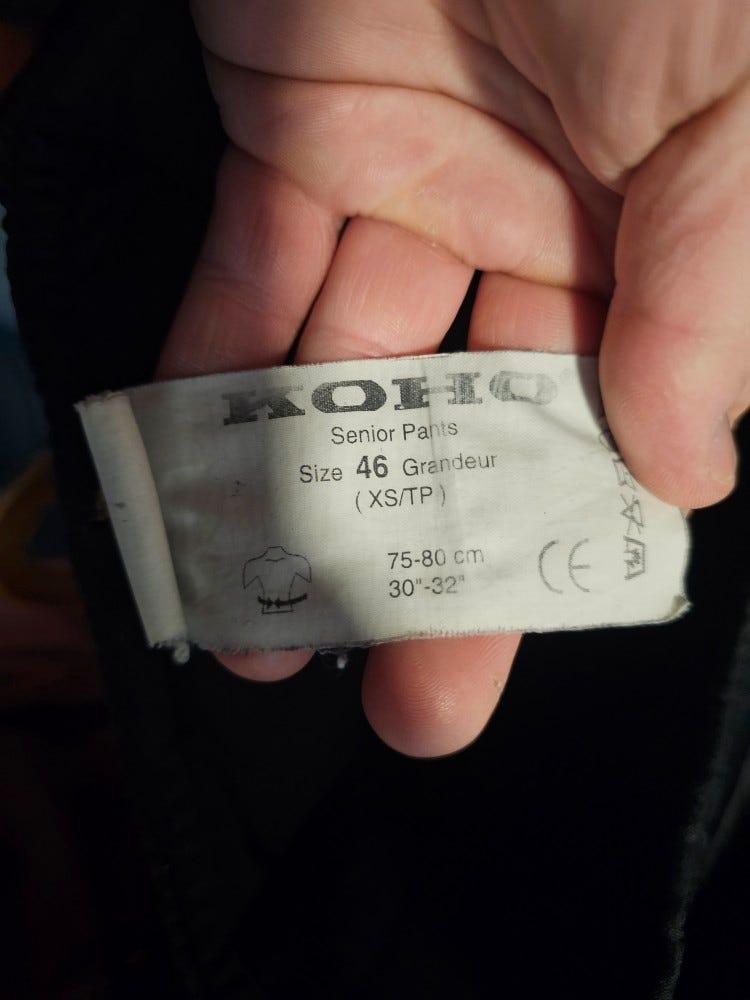 KOHO
Senior Pants
Size 46 Grandeur
(XS/TP)
75-80 cm
30"-32"
CE